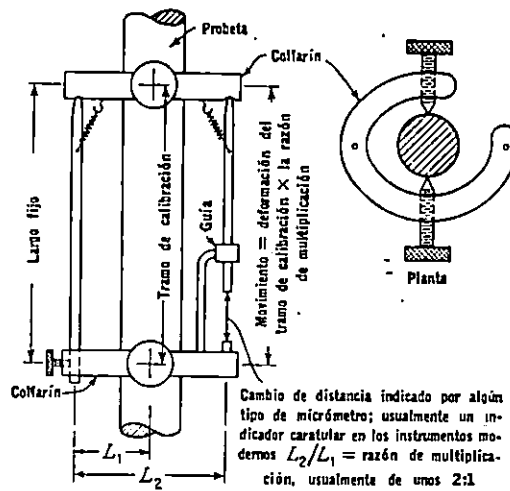 Probeta
Collarín
Largo fijo
Tramo de calibración
Guía
Movimiento = deformación del
tramo de calibración × la razón
de multiplicación
Planta
Collarín
Cambio de distancia indicado por algún
tipo de micrómetro; usualmente un in-
dicador caratular en los instrumentos mo-
dernos L₂/L₁ = razón de multiplica-
ción, usualmente de unos 2:1
L₁
L₂